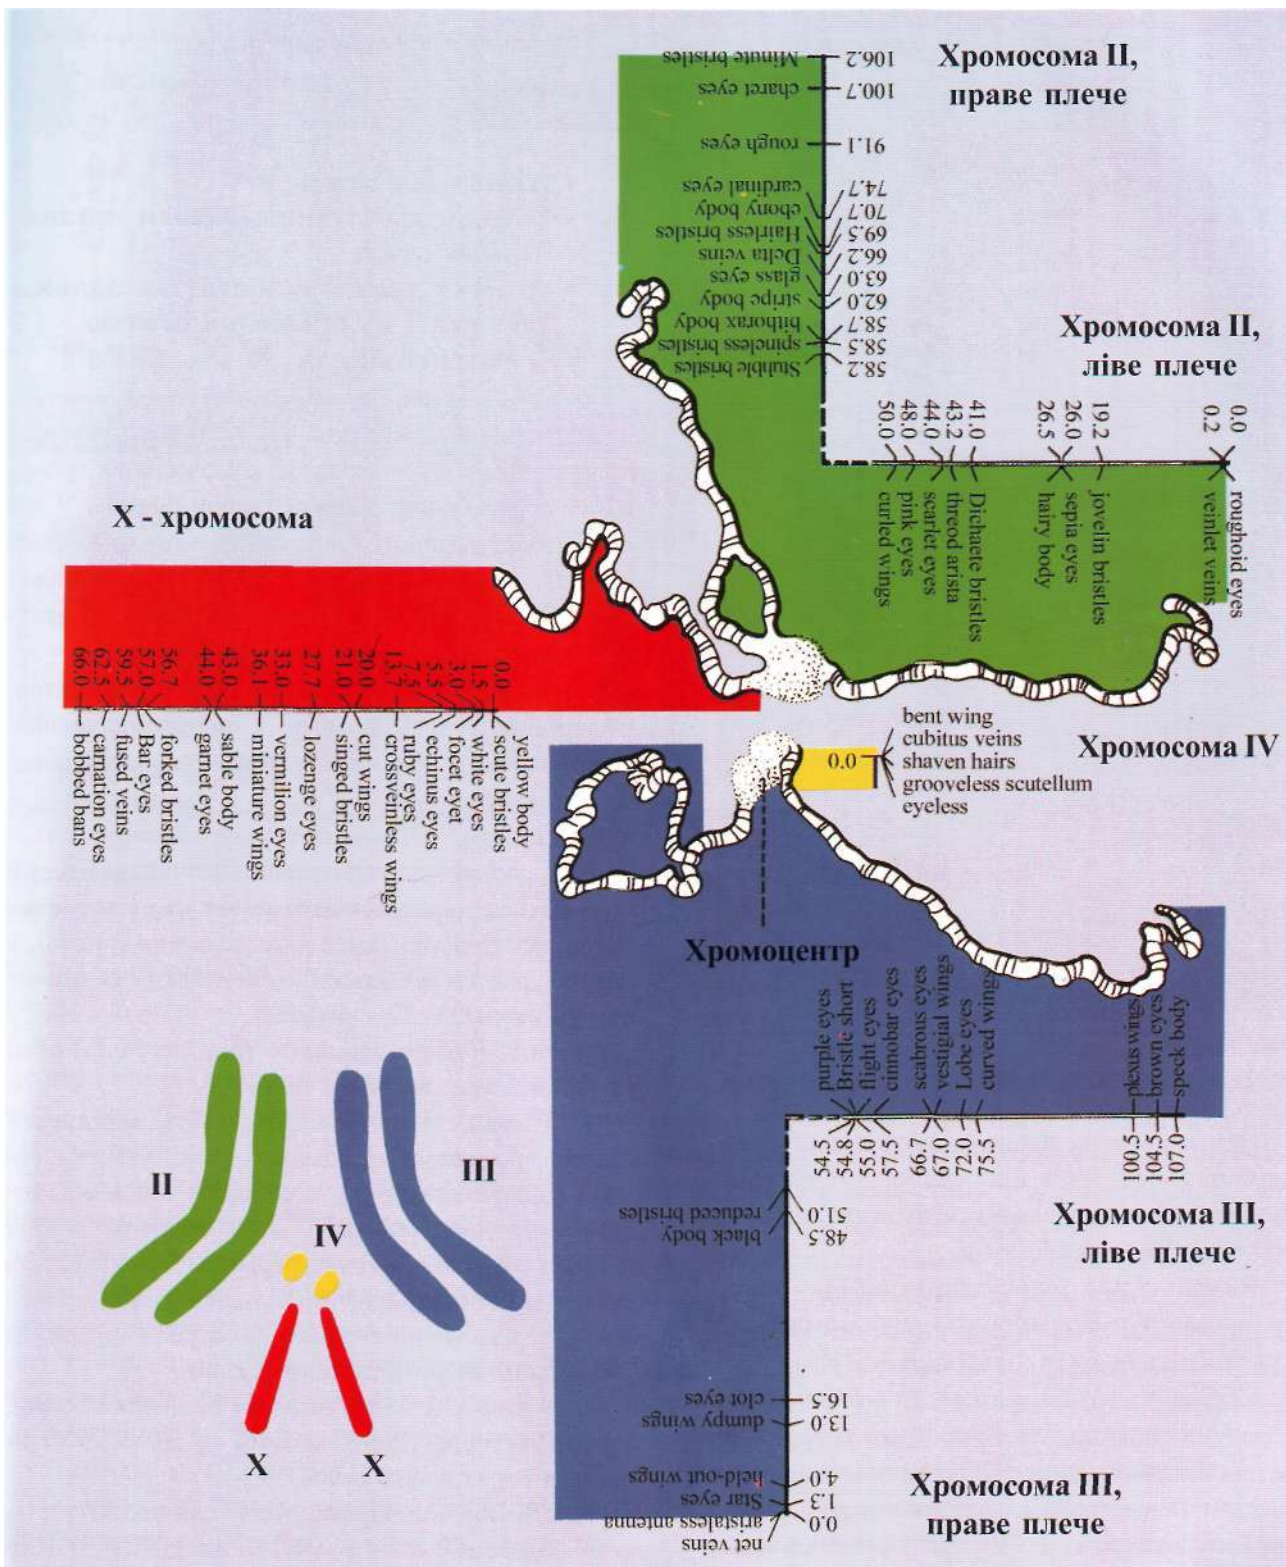 Хромосома II,
праве плече
Minute bristles 106.2
charet eyes 100.7
rough eyes 91.1
cardinal eyes 74.7
ebony body 70.7
Hairless bristles 69.5
Delta veins 66.2
glass eyes 63.0
stripe body 62.0
bithorax body 58.7
spineless bristles 58.5
Stubble bristles 58.2
Хромосома II,
ліве плече
50.0 curled wings
48.0 pink eyes
44.0 scarlet eyes
43.2 threod arista
41.0 Dichaete bristles
26.5 hairy body
26.0 sepia eyes
19.2 jovelin bristles
0.2 veinlet veins
0.0 roughoid eyes
X - хромосома
66.0 bobbed bans
62.5 carnation eyes
59.5 fused veins
57.0 Bar eyes
56.7 forked bristles
44.0 garnet eyes
43.0 sable body
36.1 miniature wings
33.0 vermilion eyes
27.7 lozenge eyes
21.0 singed bristles
20.0 cut wings
13.7 crossvenless wings
7.5 ruby eyes
5.5 echinus eyes
3.0 focet eyet
1.5 white eyes
0.0 scute bristles
yellow body
Хромосома IV
0.0
bent wing
cubitus veins
shaven hairs
grooveless scutellum
eyeless
Хромоцентр
54.5 purple eyes
54.8 Bristle short
55.0 flight eyes
57.5 cinnobar eyes
66.7 scabrous eyes
67.0 vestigial wings
72.0 Lobe eyes
75.5 curved wings
100.5 plexus wings
104.5 brown eyes
107.0 speck body
Хромосома III,
ліве плече
reduced bristles 51.0
black body 48.5
clot eyes 16.5
dumpy wings 13.0
held-out wings 4.0
Star eyes 1.3
aristaless antenna 0.0
net veins
Хромосома III,
праве плече
II
III
IV
X
X